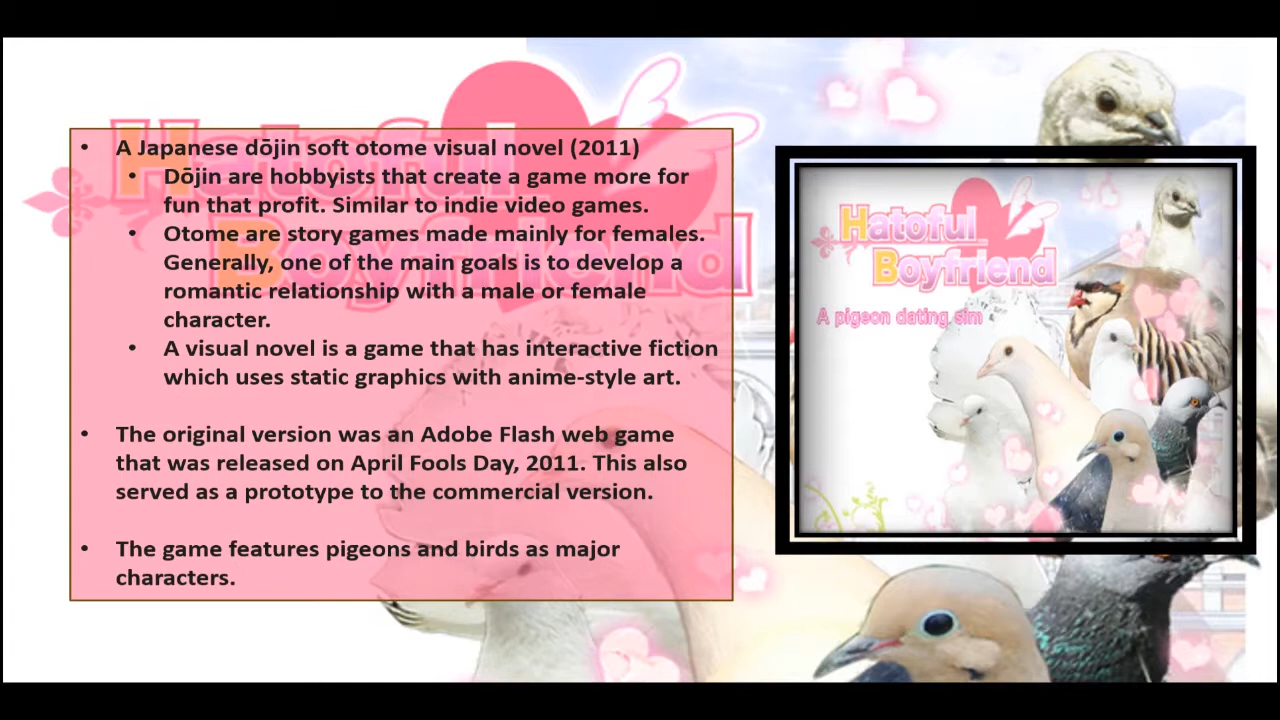 • A Japanese dōjin soft otome visual novel (2011)
• Dōjin are hobbyists that create a game more for
fun that profit. Similar to indie video games.
• Otome are story games made mainly for females.
Generally, one of the main goals is to develop a
romantic relationship with a male or female
character.
• A visual novel is a game that has interactive fiction
which uses static graphics with anime-style art.
• The original version was an Adobe Flash web game
that was released on April Fools Day, 2011. This also
served as a prototype to the commercial version.
• The game features pigeons and birds as major
characters.
Hatoful
Boyfriend
A pigeon dating sim
Hatoful
Boyfriend